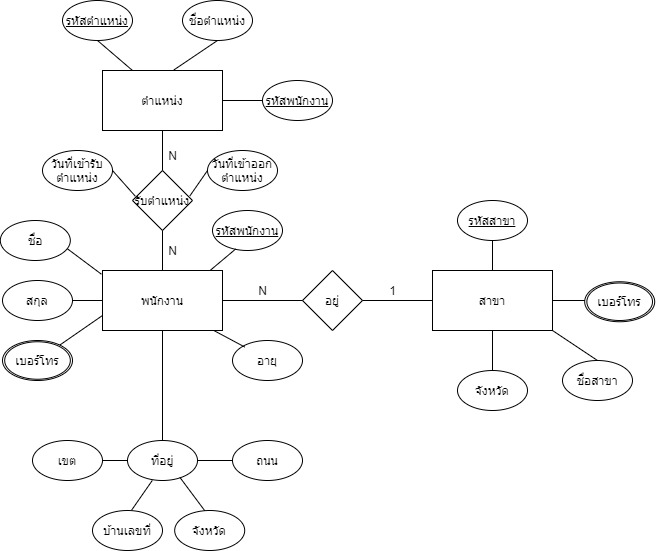 รหัสตำแหน่ง
ชื่อตำแหน่ง
ตำแหน่ง
รหัสพนักงาน
N
วันที่เข้ารับ
ตำแหน่ง
วันที่เข้าออก
ตำแหน่ง
รับตำแหน่ง
N
รหัสพนักงาน
ชื่อ
รหัสสาขา
สกุล
พนักงาน
N
อยู่
1
สาขา
เบอร์โทร
เบอร์โทร
อายุ
จังหวัด
ชื่อสาขา
เขต
ที่อยู่
ถนน
บ้านเลขที่
จังหวัด